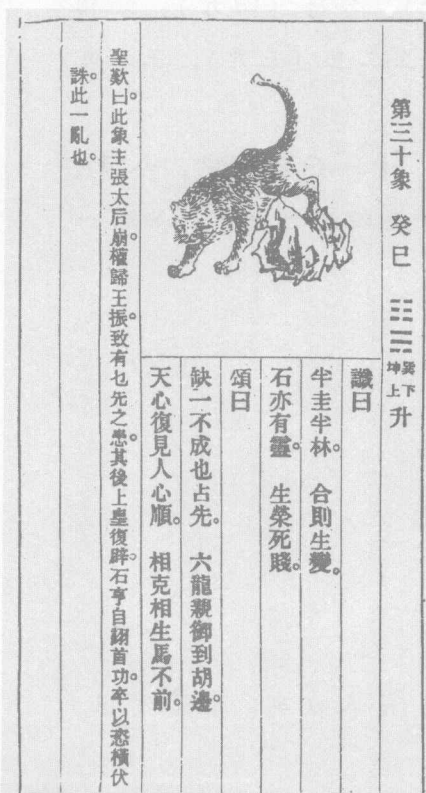 第三十象 癸巳 巽下坤上 升
讖曰
半圭半林。 合則生變。
石亦有靈。 生榮死賤。
頌曰
缺一不成也占先。 六龍親御到胡邊。
天心復見人心順。 相克相生馬不前。
聖歎曰。此象主張太后崩。權歸王振。致有乜先之患。其後上皇復辟。石亨自詡首功。卒以恣橫伏
誅。此一亂也。